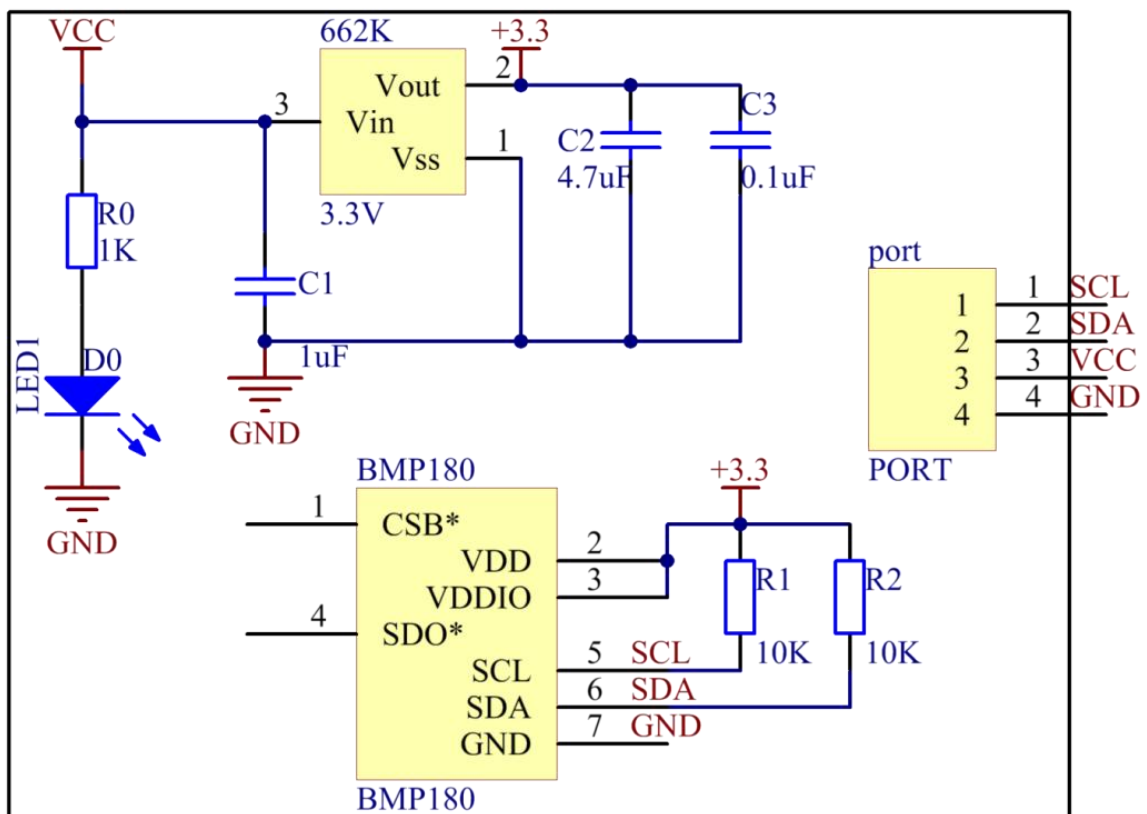 VCC
662K
+3.3
3
Vout
2
Vin
Vss
1
3.3V
C2
4.7uF
C3
0.1uF
R0
1K
C1
1uF
GND
LED1
D0
GND
port
1 1 SCL
2 2 SDA
3 3 VCC
4 4 GND
PORT
BMP180
+3.3
1 CSB*
VDD 2
VDDIO 3
4 SDO*
SCL 5 SCL
SDA 6 SDA
GND 7 GND
R1
10K
R2
10K
BMP180